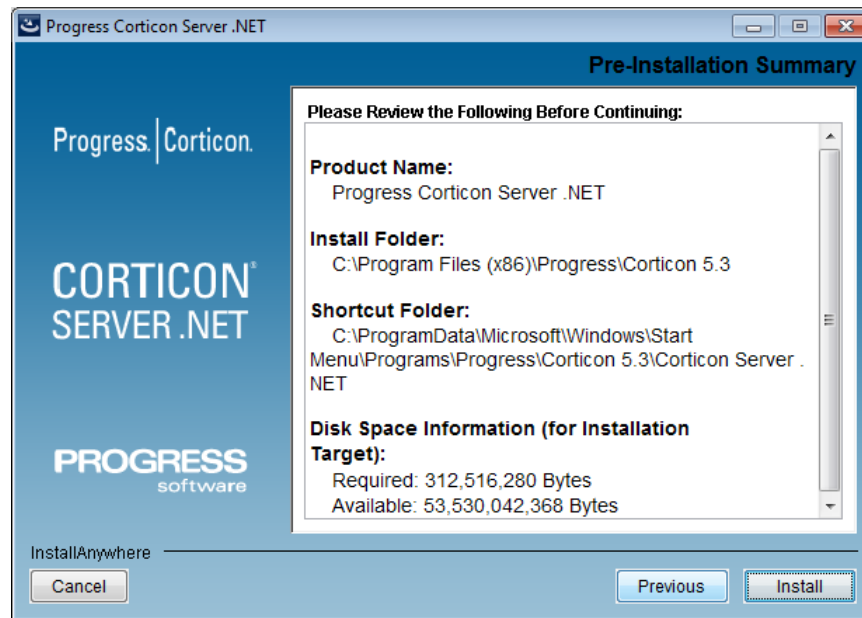 Progress Corticon Server .NET
Pre-Installation Summary
Progress. Corticon.
CORTICON®
SERVER .NET
PROGRESS
software
Please Review the Following Before Continuing:
Product Name:
Progress Corticon Server .NET
Install Folder:
C:\Program Files (x86)\Progress\Corticon 5.3
Shortcut Folder:
C:\ProgramData\Microsoft\Windows\Start
Menu\Programs\Progress\Corticon 5.3\Corticon Server .
NET
Disk Space Information (for Installation
Target):
Required: 312,516,280 Bytes
Available: 53,530,042,368 Bytes
InstallAnywhere
Cancel
Previous
Install